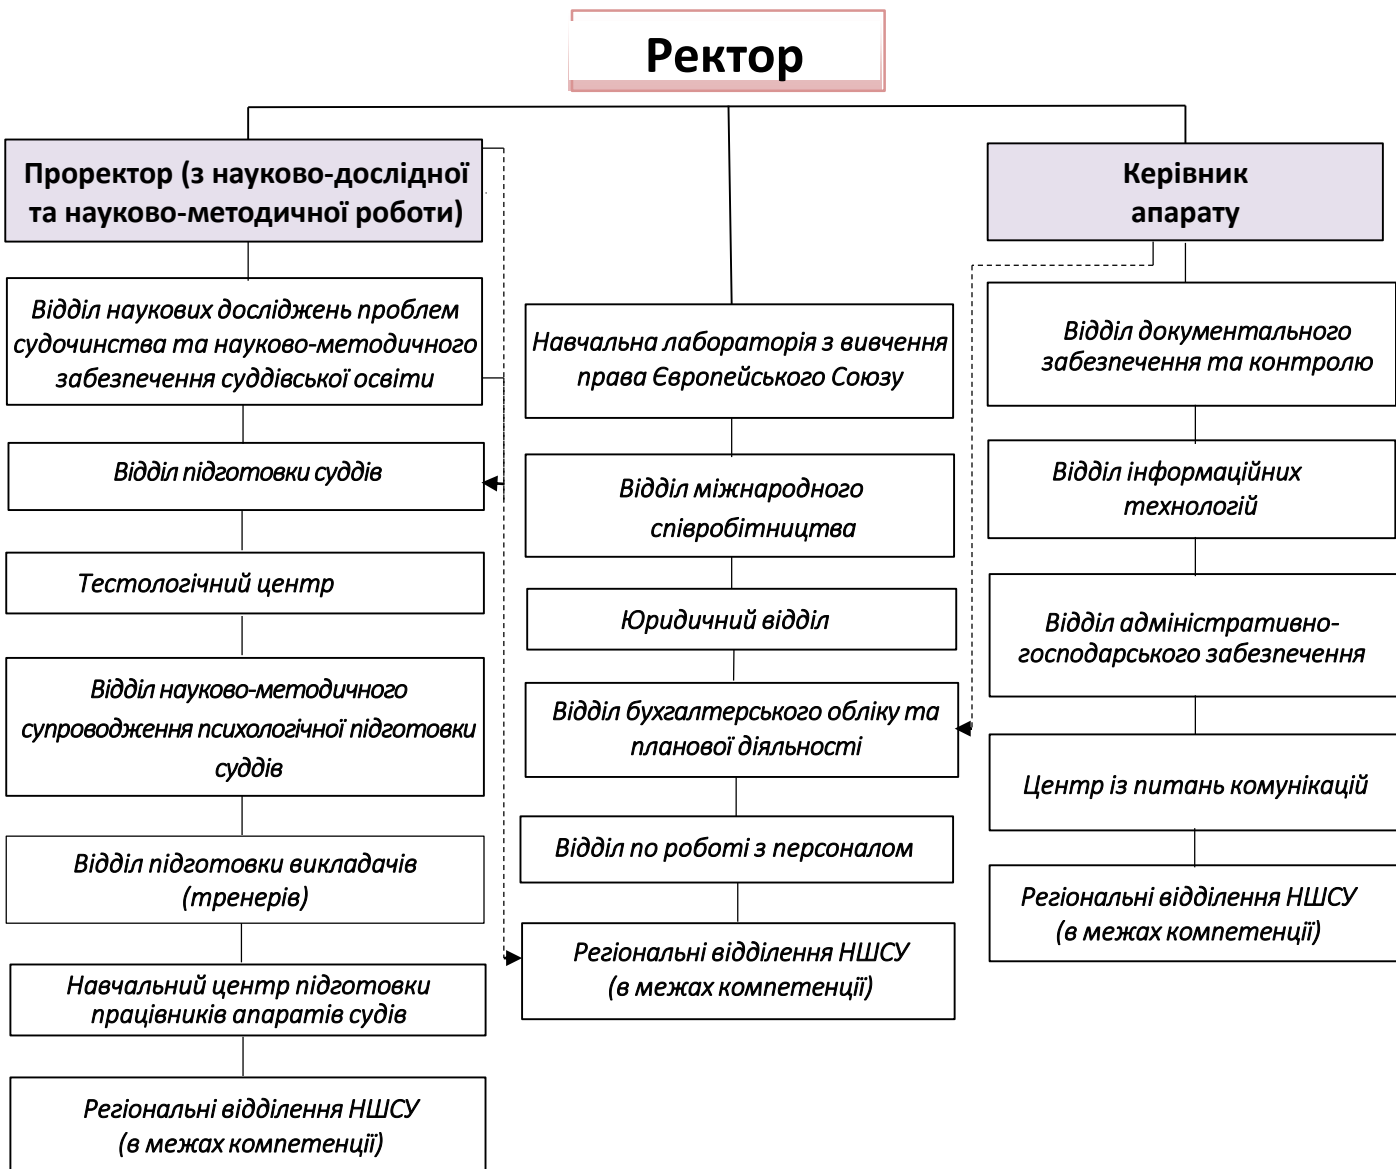 Ректор
Проректор (з науково-дослідної
та науково-методичної роботи)
Відділ наукових досліджень проблем
судочинства та науково-методичного
забезпечення суддівської освіти
Відділ підготовки суддів
Тестологічний центр
Відділ науково-методичного
супроводження психологічної підготовки
суддів
Відділ підготовки викладачів
(тренерів)
Навчальний центр підготовки
працівників апаратів судів
Регіональні відділення НШСУ
(в межах компетенції)
Навчальна лабораторія з вивчення
права Європейського Союзу
Відділ міжнародного
співробітництва
Юридичний відділ
Відділ бухгалтерського обліку та
планової діяльності
Відділ по роботі з персоналом
Регіональні відділення НШСУ
(в межах компетенції)
Керівник
апарату
Відділ документального
забезпечення та контролю
Відділ інформаційних
технологій
Відділ адміністративно-
господарського забезпечення
Центр із питань комунікацій
Регіональні відділення НШСУ
(в межах компетенції)